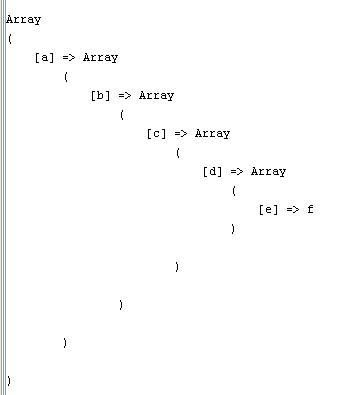 Array
(
    [a] => Array
        (
            [b] => Array
                (
                    [c] => Array
                        (
                            [d] => Array
                                (
                                    [e] => f
                                )

                        )

                )

        )

)